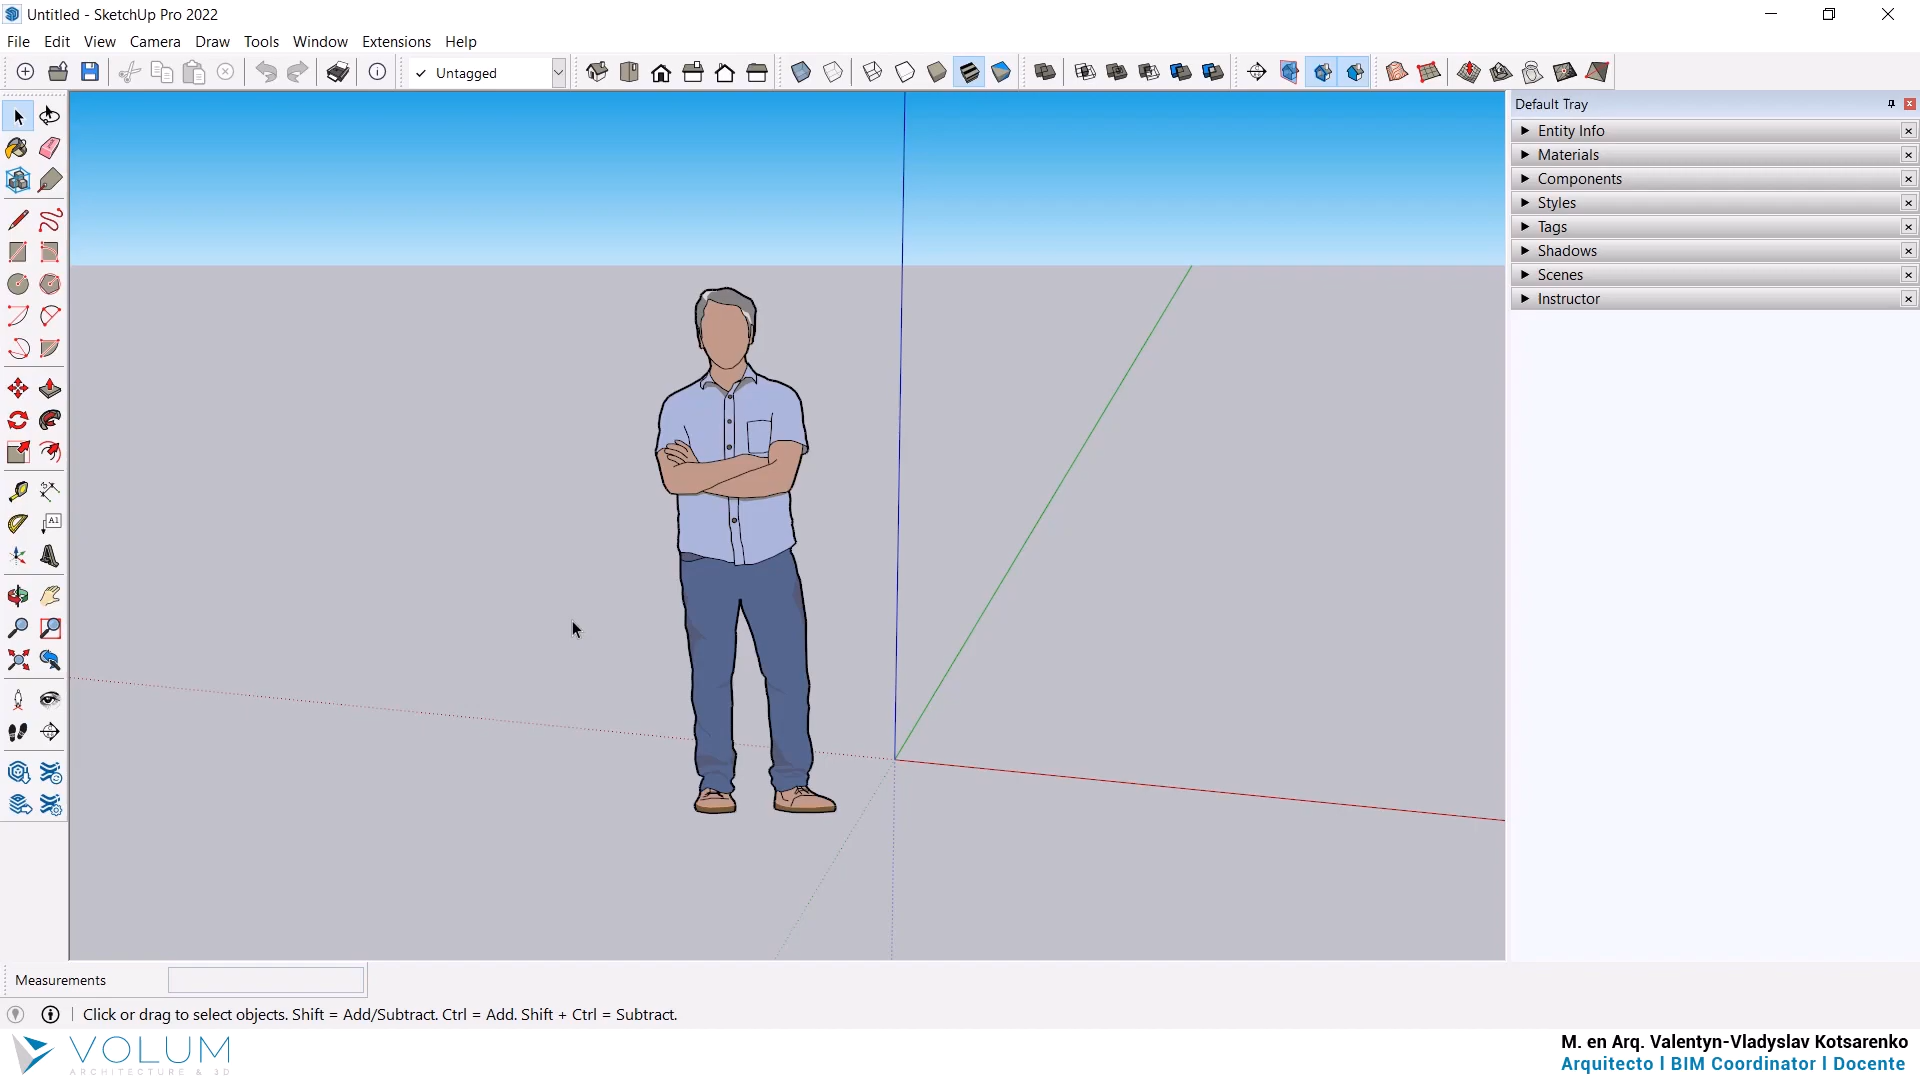 Untitled - SketchUp Pro 2022
File Edit View Camera Draw Tools Window Extensions Help
Untagged
Default Tray
Entity Info
Materials
Components
Styles
Tags
Shadows
Scenes
Instructor
A1
Measurements
Click or drag to select objects. Shift = Add/Subtract. Ctrl = Add. Shift + Ctrl = Subtract.
VOLUM
ARCHITECTURE & 3D
M. en Arq. Valentyn-Vladyslav Kotsarenko
Arquitecto l BIM Coordinator l Docente